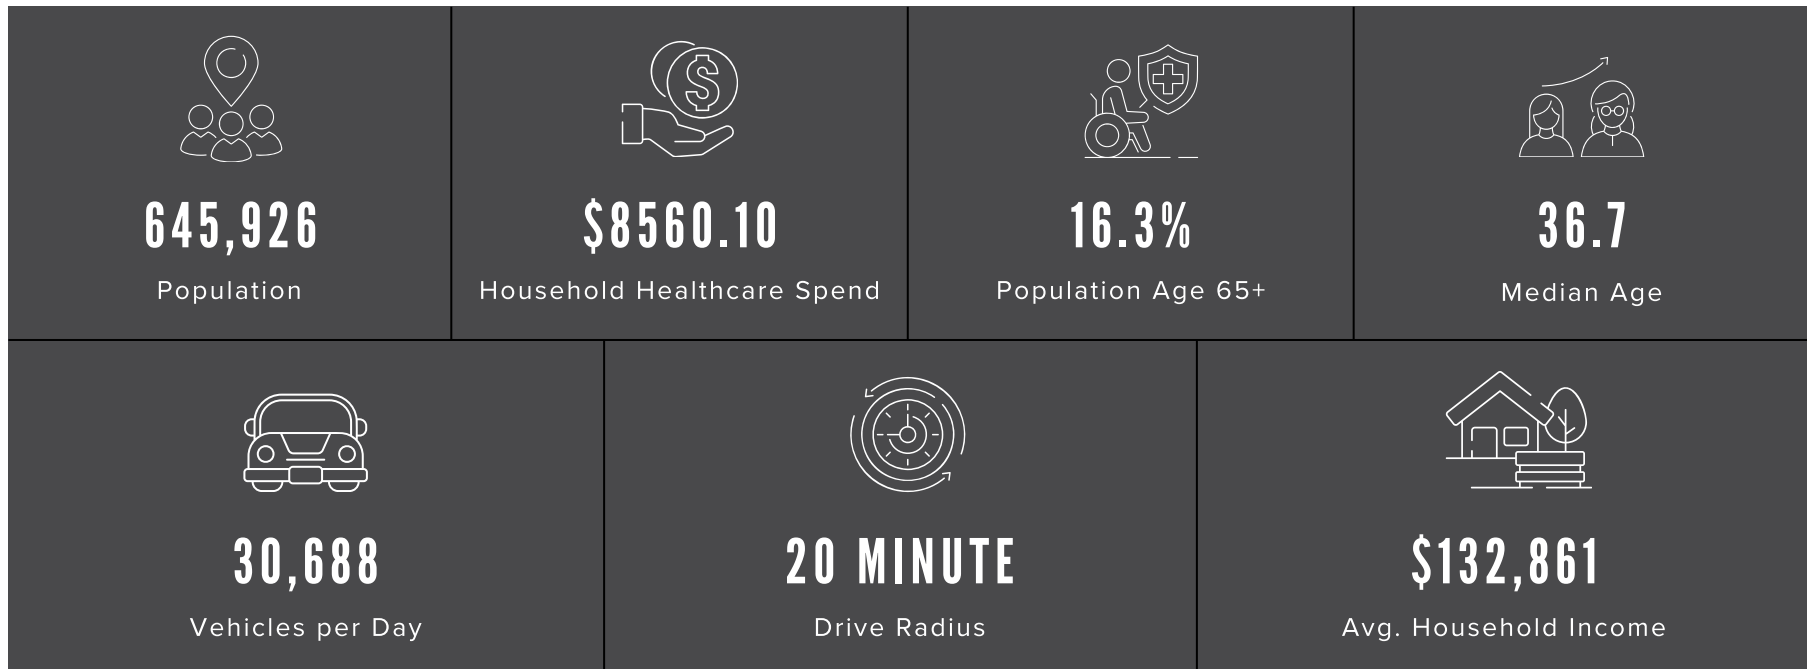 645,926
Population
$8560.10
Household Healthcare Spend
16.3%
Population Age 65+
36.7
Median Age
30,688
Vehicles per Day
20 MINUTE
Drive Radius
$132,861
Avg. Household Income